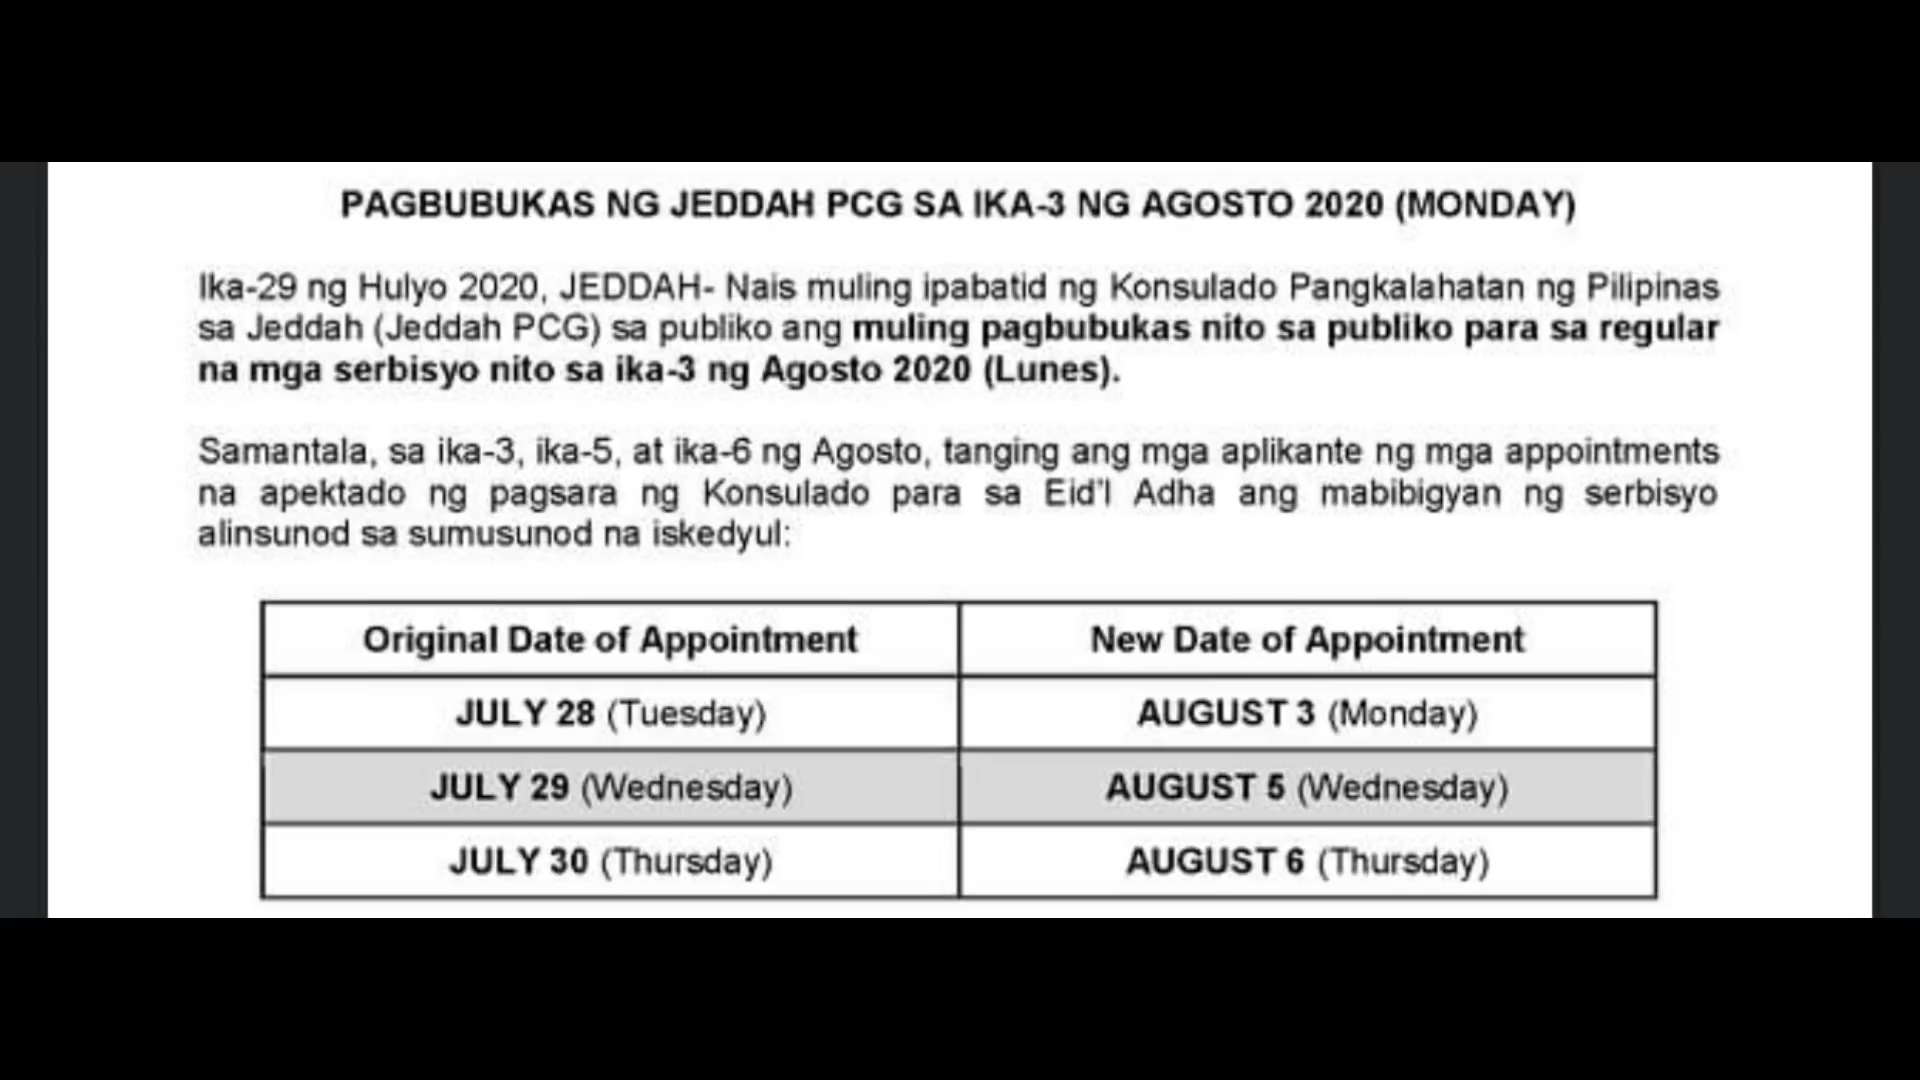 PAGBUBUKAS NG JEDDAH PCG SA IKA-3 NG AGOSTO 2020 (MONDAY)
Ika-29 ng Hulyo 2020, JEDDAH- Nais muling ipabatid ng Konsulado Pangkalahatan ng Pilipinas
sa Jeddah (Jeddah PCG) sa publiko ang muling pagbubukas nito sa publiko para sa regular
na mga serbisyo nito sa ika-3 ng Agosto 2020 (Lunes).
Samantala, sa ika-3, ika-5, at ika-6 ng Agosto, tanging ang mga aplikante ng mga appointments
na apektado ng pagsara ng Konsulado para sa Eid'l Adha ang mabibigyan ng serbisyo
alinsunod sa sumusunod na iskedyul:
Original Date of Appointment New Date of Appointment
JULY 28 (Tuesday) AUGUST 3 (Monday)
JULY 29 (Wednesday) AUGUST 5 (Wednesday)
JULY 30 (Thursday) AUGUST 6 (Thursday)